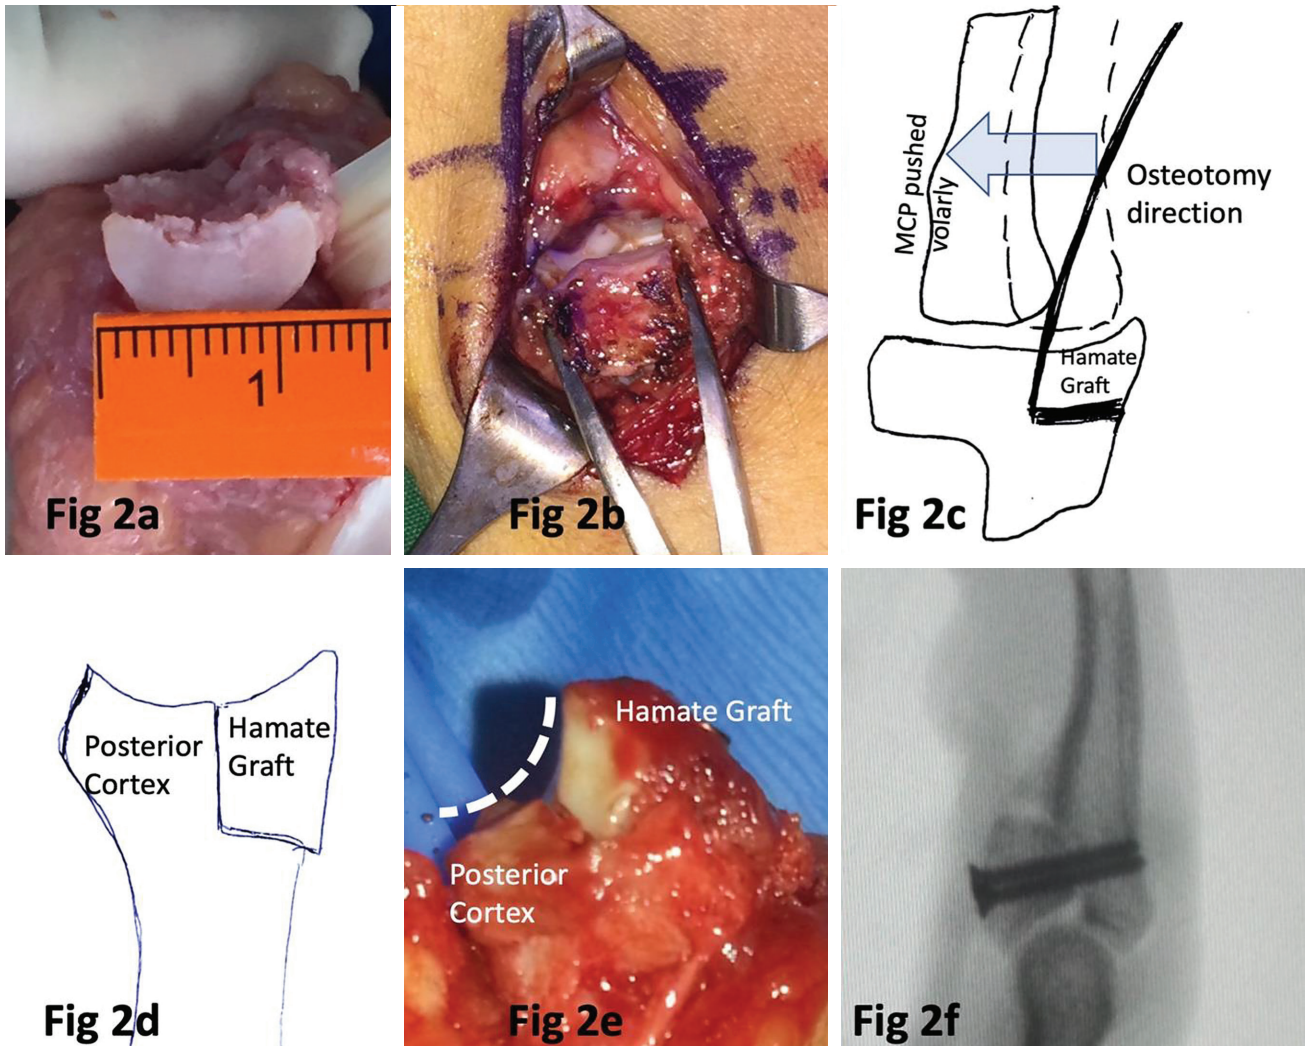 1
Fig 2a
Fig 2b
MCP pushed
volarly
Osteotomy
direction
Hamate
Graft
Fig 2c
Posterior
Cortex
Hamate
Graft
Fig 2d
Hamate Graft
Posterior
Cortex
Fig 2e
Fig 2f